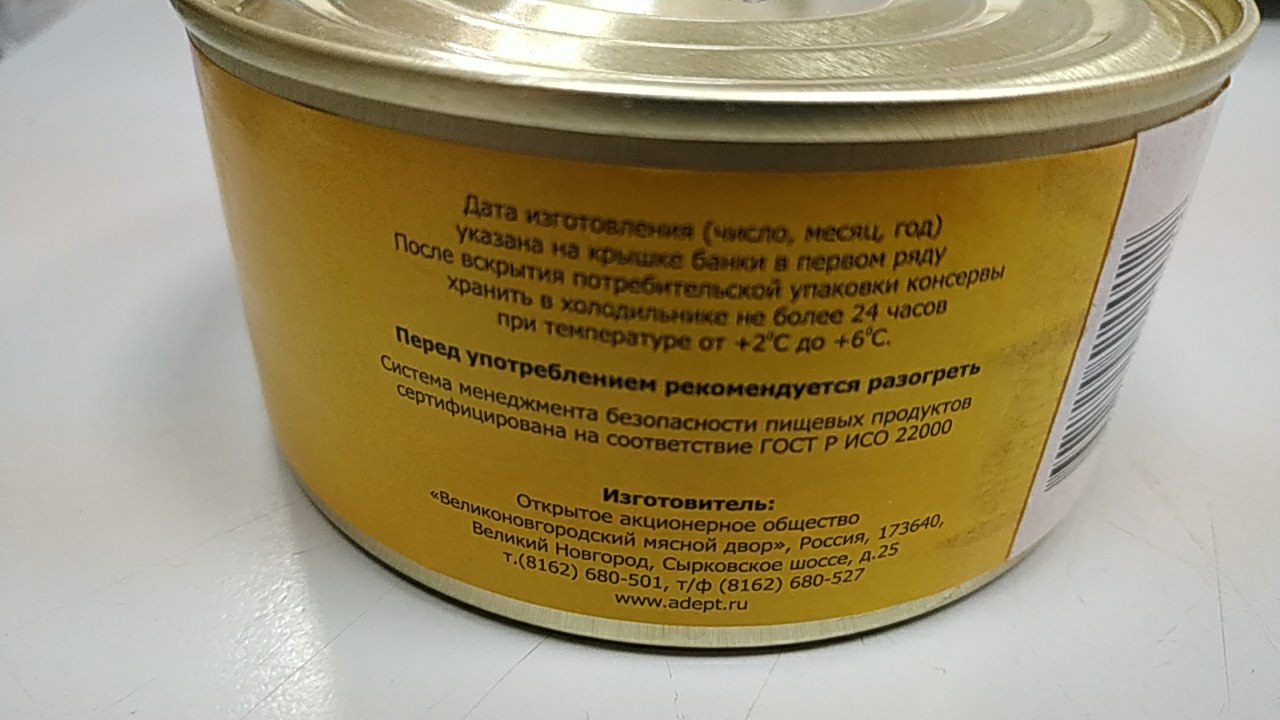 Дата изготовления (число, месяц, год)
указана на крышке банки в первом ряду
После вскрытия потребительской упаковки консервы
хранить в холодильнике не более 24 часов
при температуре от +2⁰С до +6⁰С.
Перед употреблением рекомендуется разогреть
Система менеджмента безопасности пищевых продуктов
сертифицирована на соответствие ГОСТ Р ИСО 22000
Изготовитель:
Открытое акционерное общество
«Великоновгородский мясной двор», Россия, 173640,
Великий Новгород, Сырковское шоссе, д.25
т.(8162) 680-501, т/ф (8162) 680-527
www.adept.ru